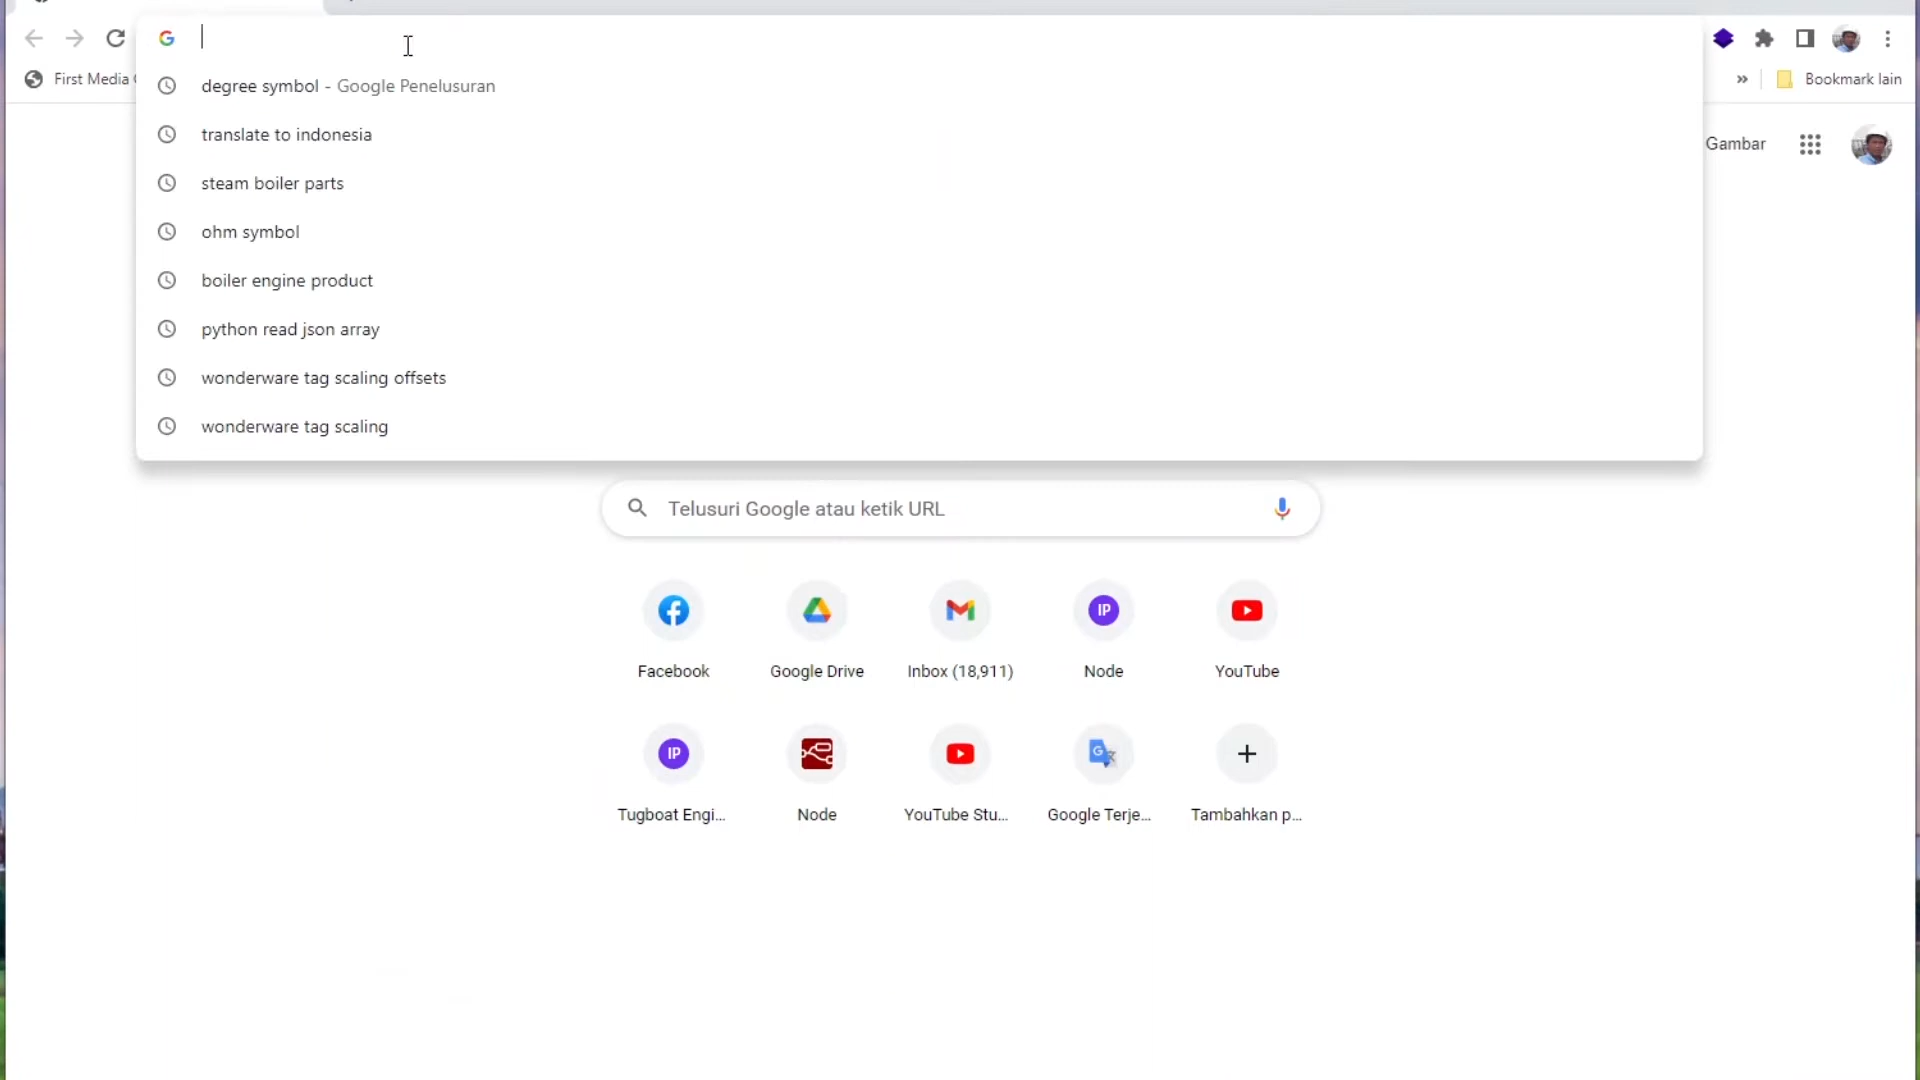 First Media
Bookmark lain
degree symbol - Google Penelusuran
translate to indonesia
steam boiler parts
ohm symbol
boiler engine product
python read json array
wonderware tag scaling offsets
wonderware tag scaling
Gambar
Telusuri Google atau ketik URL
Facebook
Google Drive
Inbox (18,911)
IP
Node
YouTube
IP
Tugboat Engi...
Node
YouTube Stu...
Google Terje...
Tambahkan p...